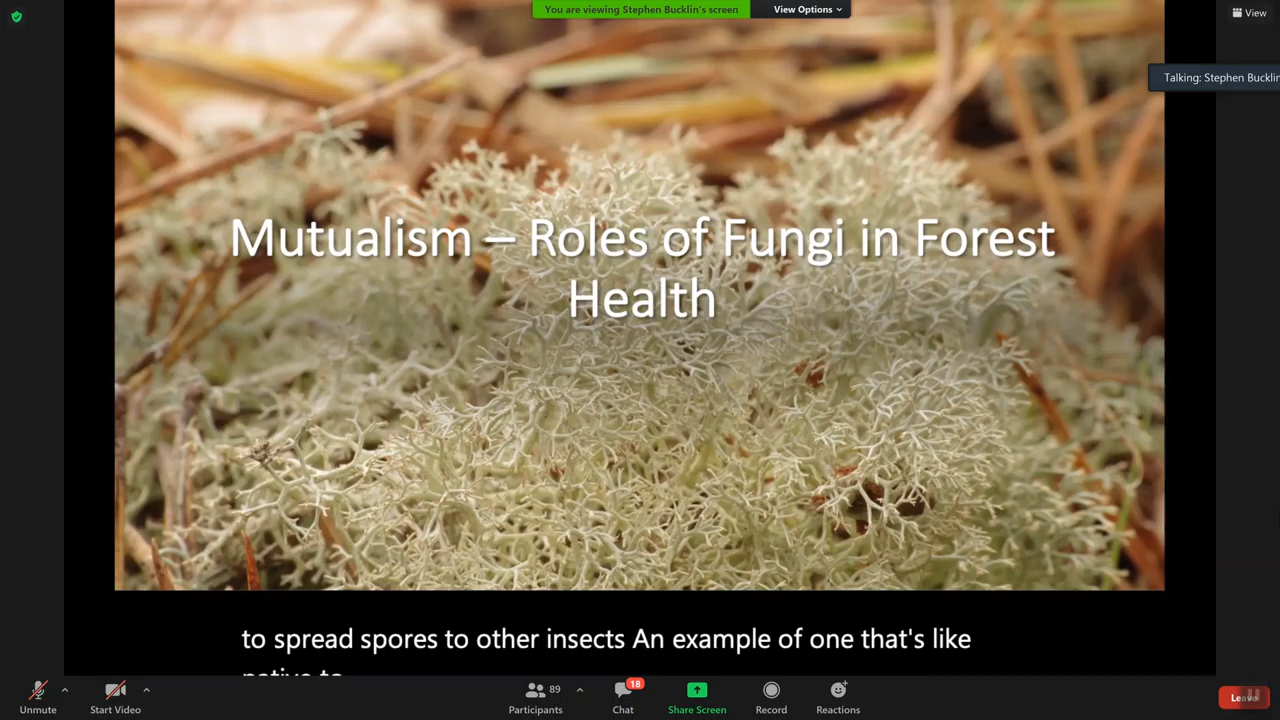 You are viewing Stephen Bucklin's screen
View Options
View
Talking: Stephen Bucklin
Mutualism – Roles of Fungi in Forest
Health
to spread spores to other insects An example of one that's like
native to
Unmute
Start Video
89
Participants
18
Chat
Share Screen
Record
Reactions
Leave